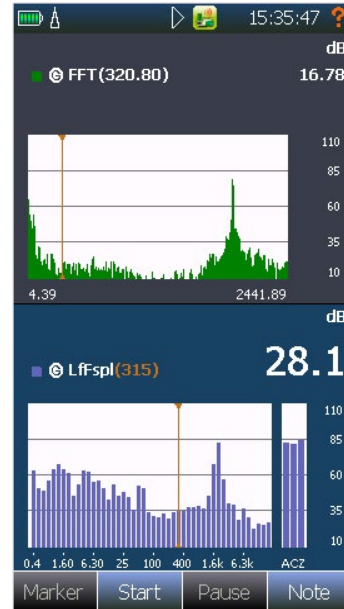 15:35:47 ?
dB
G FFT(320.80) 16.78
110
85
60
35
10
4.39 2441.89
dB
G LfFspl(315) 28.1
110
85
60
35
10
0.4 1.60 6.30 25 100 400 1.6k 6.3k ACZ
Marker Start Pause Note